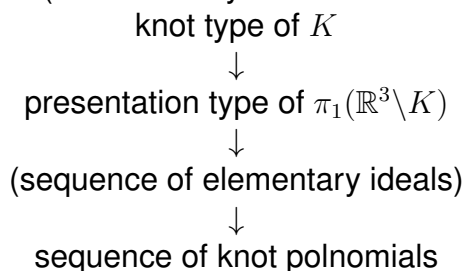 knot type of K
↓
presentation type of π₁(ℝ³\K)
↓
(sequence of elementary ideals)
↓
sequence of knot polnomials